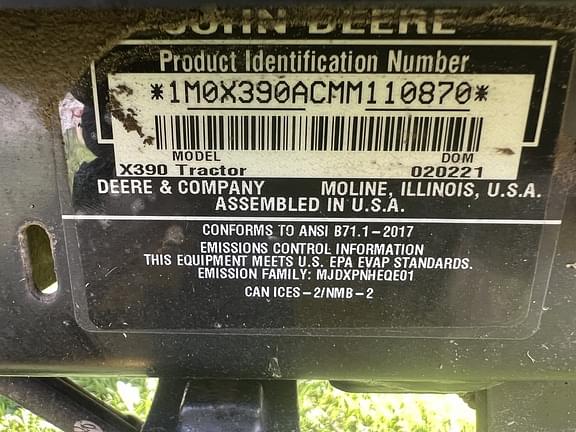 JOHN DEERE
Product Identification Number
*1M0X390ACMM110870*
MODEL DOM
X390 Tractor 020221
DEERE & COMPANY MOLINE, ILLINOIS, U.S.A.
ASSEMBLED IN U.S.A.
CONFORMS TO ANSI B71.1-2017
EMISSIONS CONTROL INFORMATION
THIS EQUIPMENT MEETS U.S. EPA EVAP STANDARDS.
EMISSION FAMILY: MJDXPNHEQE01
CAN ICES-2/NMB-2